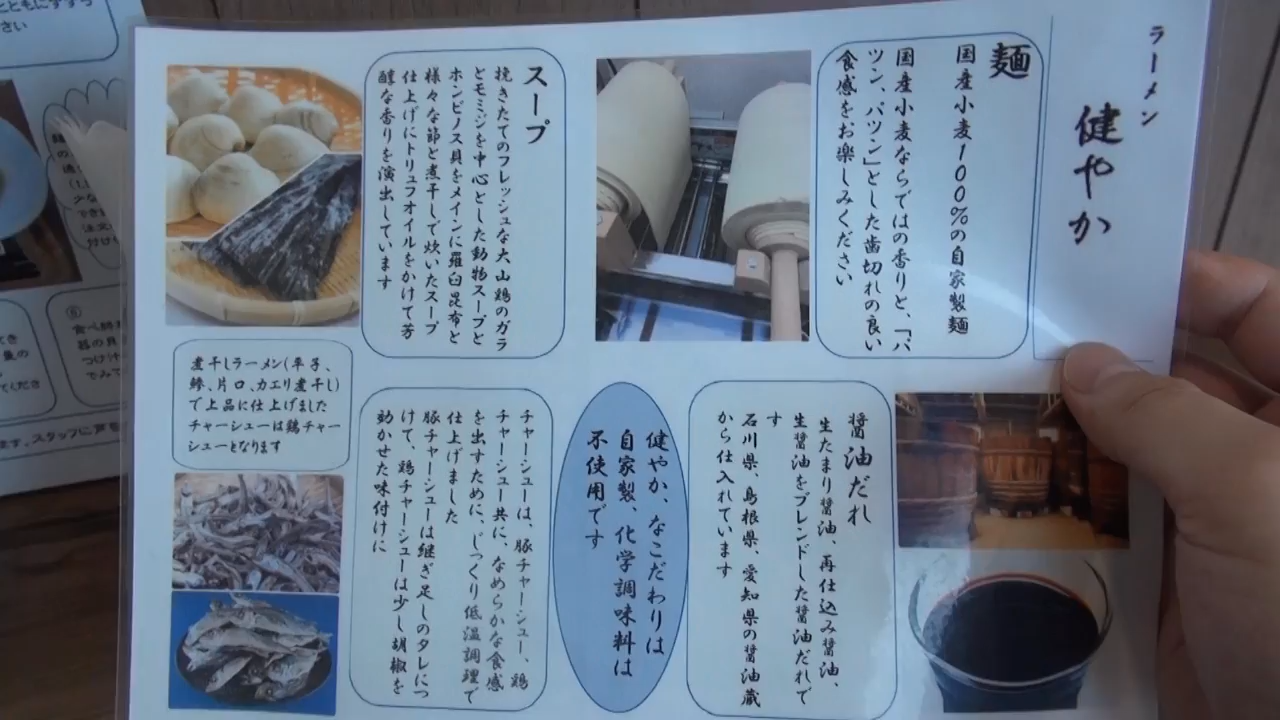 ラーメン
健やか
麺
国産小麦100%の自家製麺
国産小麦ならではの香りと、「パ
ツン、パツン」とした歯切れの良い
食感をお楽しみください
スープ
挽きたてのフレッシュな大山鶏のガラ
とモミジを中心とした動物スープと
ホンビノス貝をメインに羅臼昆布と
様々な節と煮干しで炊いたスープ
仕上げにトリュフオイルをかけて芳
醇な香りを演出しています
醤油だれ
生たまり醤油、再仕込み醤油、
生醤油をブレンドした醤油だれで
す
石川県、島根県、愛知県の醤油蔵
から仕入れています
健やか、なこだわりは
自家製、化学調味料は
不使用です
チャーシューは、豚チャーシュー、鶏
チャーシュー共に、なめらかな食感
を出すために、じっくり低温調理で
仕上げました
豚チャーシューは継ぎ足しのタレにつ
けて、鶏チャーシューは少し胡椒を
効かせた味付けに
煮干しラーメン(平子、
鯵、片口、カエリ煮干し)
で上品に仕上げました
チャーシューは鶏チャー
シューとなります